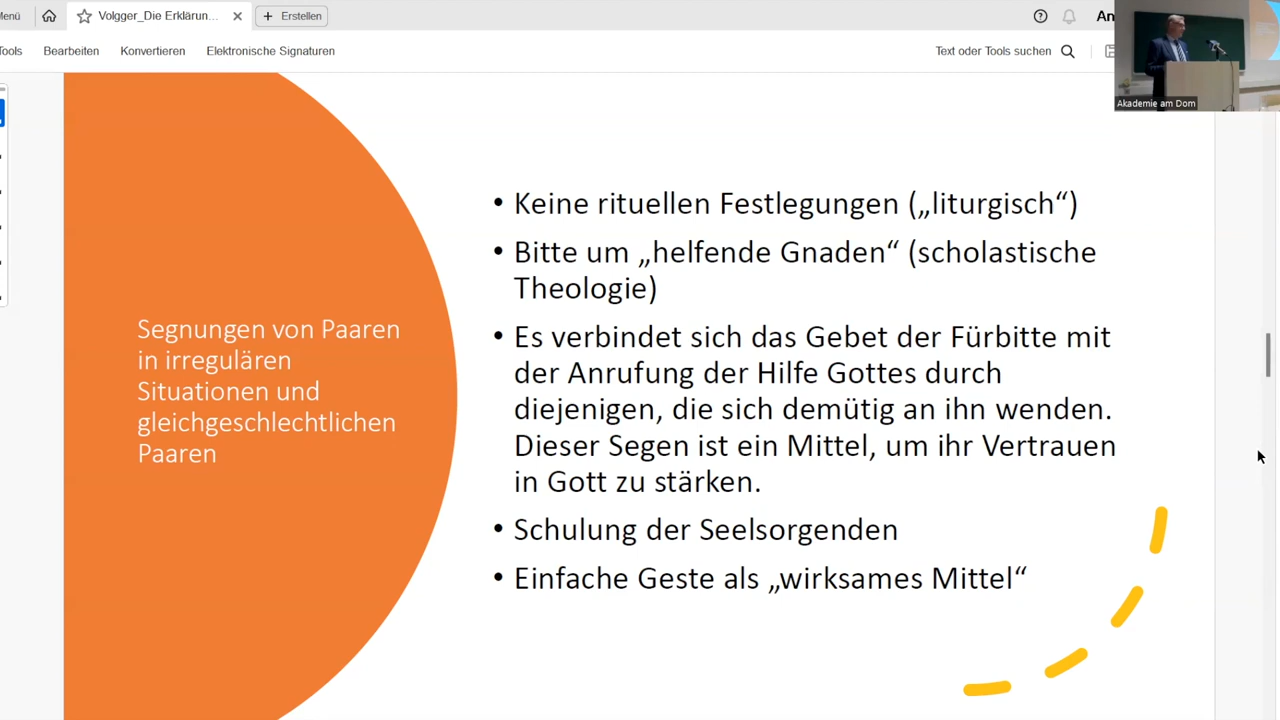 Menü
Volgger_Die Erklärun...
Erstellen
An
Tools
Bearbeiten
Konvertieren
Elektronische Signaturen
Text oder Tools suchen
Akademie am Dom
Segnungen von Paaren
in irregulären
Situationen und
gleichgeschlechtlichen
Paaren
• Keine rituellen Festlegungen („liturgisch“)
• Bitte um „helfende Gnaden“ (scholastische
Theologie)
• Es verbindet sich das Gebet der Fürbitte mit
der Anrufung der Hilfe Gottes durch
diejenigen, die sich demütig an ihn wenden.
Dieser Segen ist ein Mittel, um ihr Vertrauen
in Gott zu stärken.
• Schulung der Seelsorgenden
• Einfache Geste als „wirksames Mittel“